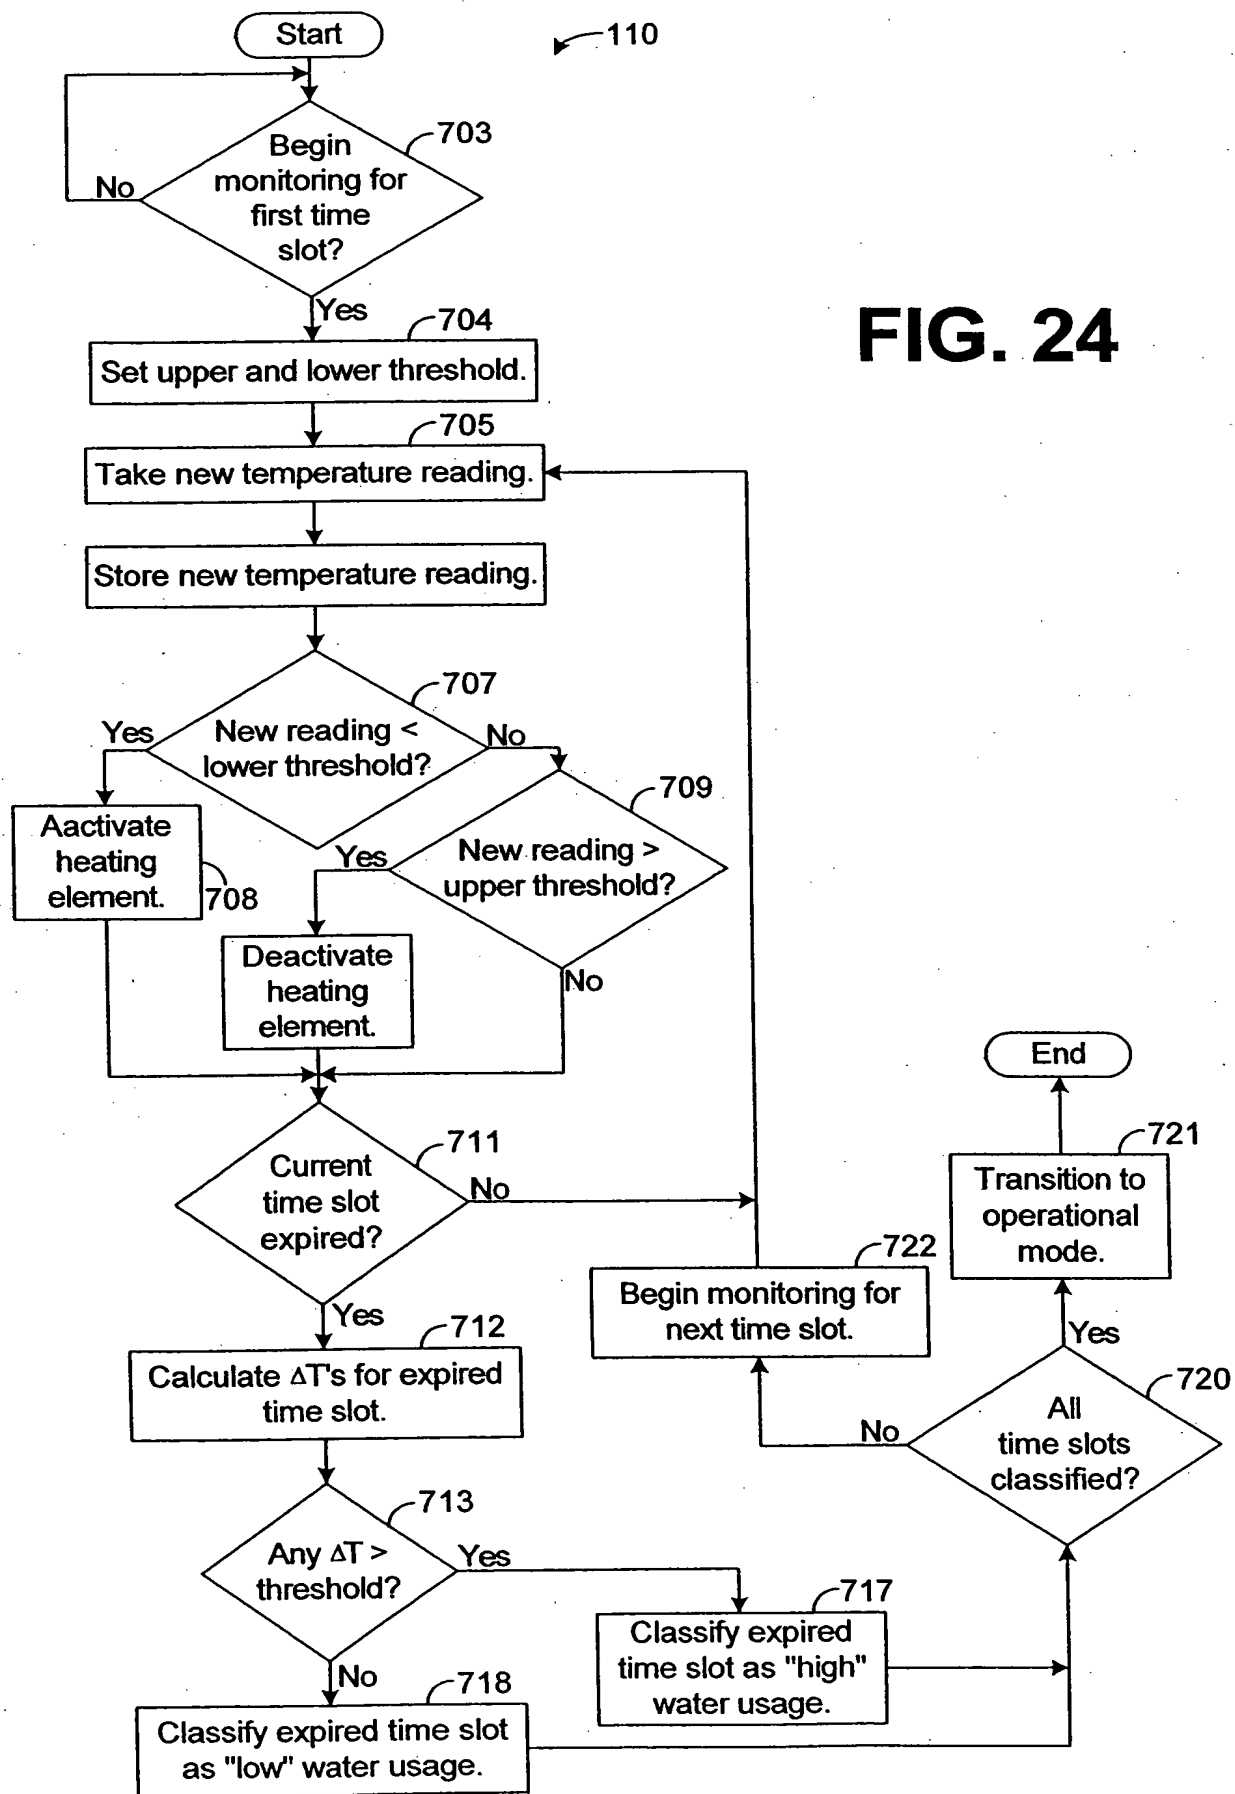 Start
110
703
Begin
monitoring for
first time
slot?
No
Yes
FIG. 24
704
Set upper and lower threshold.
705
Take new temperature reading.
Store new temperature reading.
707
New reading <
lower threshold?
Yes
No
709
New reading >
upper threshold?
Yes
No
Aactivate
heating
element.
708
Deactivate
heating
element.
711
Current
time slot
expired?
No
Yes
712
Calculate ΔT's for expired
time slot.
713
Any ΔT >
threshold?
Yes
No
717
Classify expired
time slot as "high"
water usage.
718
Classify expired time slot
as "low" water usage.
End
721
Transition to
operational
mode.
722
Begin monitoring for
next time slot.
Yes
720
All
time slots
classified?
No